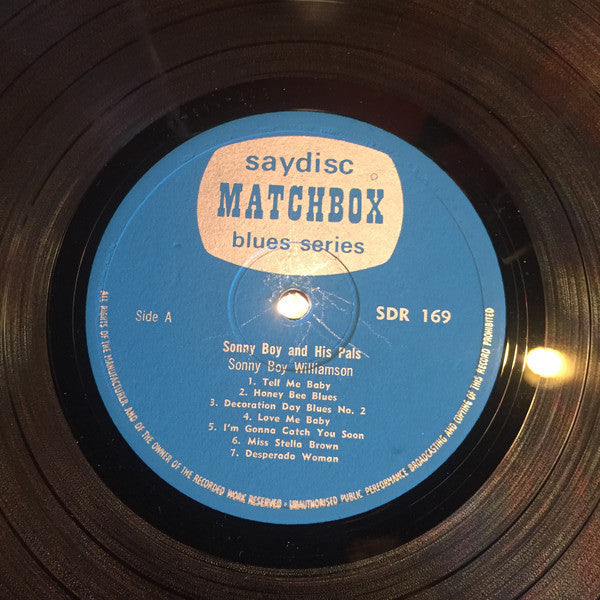 saydisc
MATCHBOX
blues series
Side A
SDR 169
Sonny Boy and His Pals
Sonny Boy Williamson
1. Tell Me Baby
2. Honey Bee Blues
3. Decoration Day Blues No. 2
4. Love Me Baby
5. I'm Gonna Catch You Soon
6. Miss Stella Brown
7. Desperado Woman
ALL RIGHTS OF THE MANUFACTURER AND OF THE OWNER OF THE RECORDED WORK RESERVED · UNAUTHORISED PUBLIC PERFORMANCE BROADCASTING AND COPYING OF THIS RECORD PROHIBITED